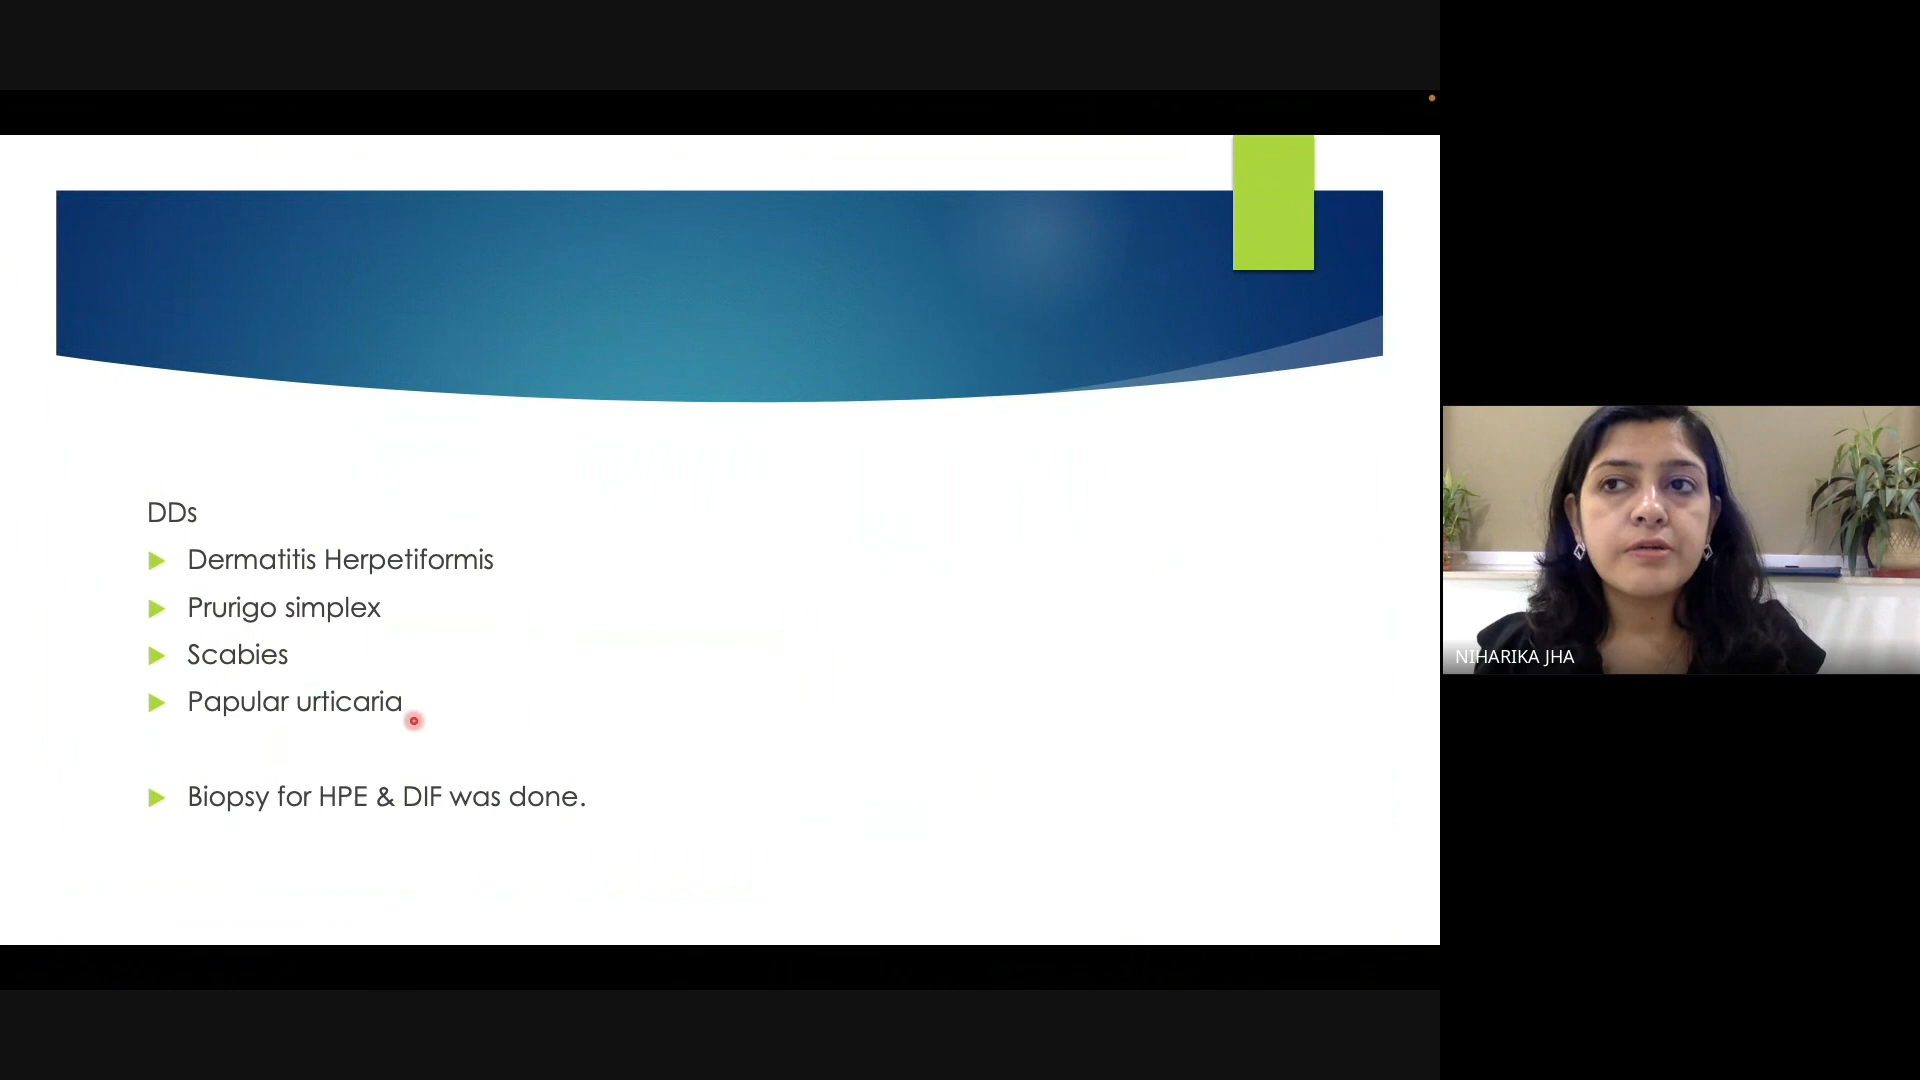 DDs
Dermatitis Herpetiformis
Prurigo simplex
Scabies
Papular urticaria
Biopsy for HPE & DIF was done.
NIHARIKA JHA